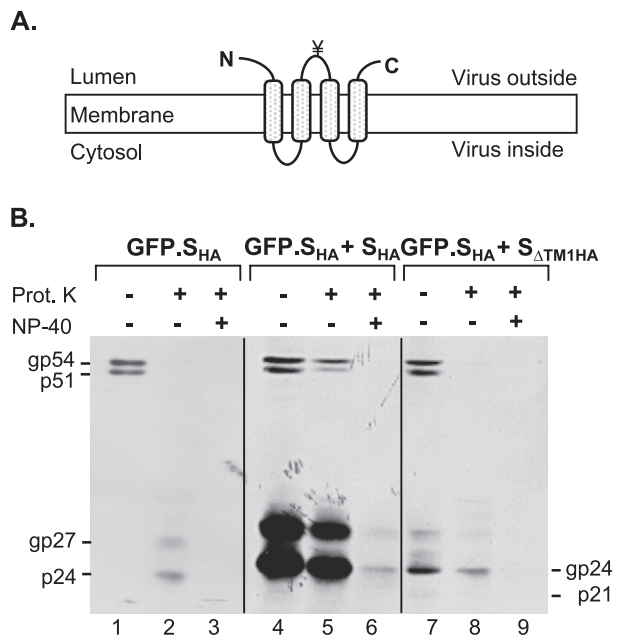 A.
N
¥
C
Lumen
Virus outside
Membrane
Cytosol
Virus inside
B.
GFP.SHA
GFP.SHA + SHA
GFP.SHA + SΔTM1HA
Prot. K - + + - + + - + +
NP-40 - - + - - + - - +
gp54
p51
gp27
p24
gp24
p21
1 2 3 4 5 6 7 8 9